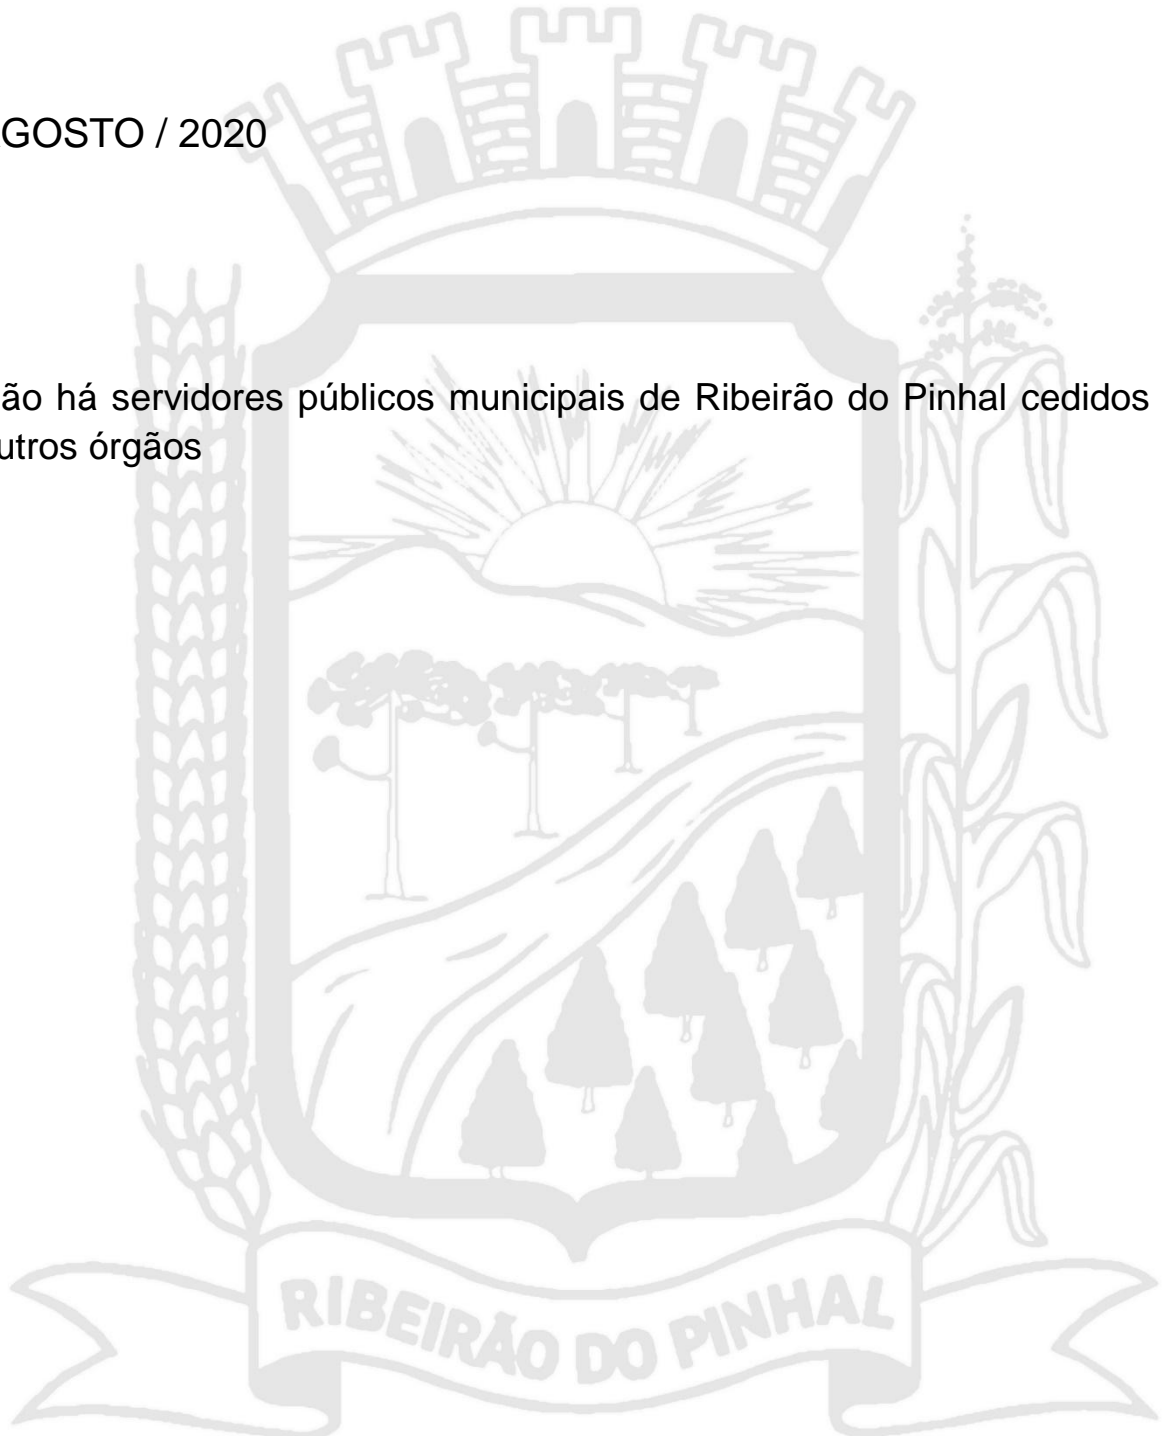 GOSTO / 2020
ão há servidores públicos municipais de Ribeirão do Pinhal cedidos
utros órgãos
RIBEIRÃO DO PINHAL